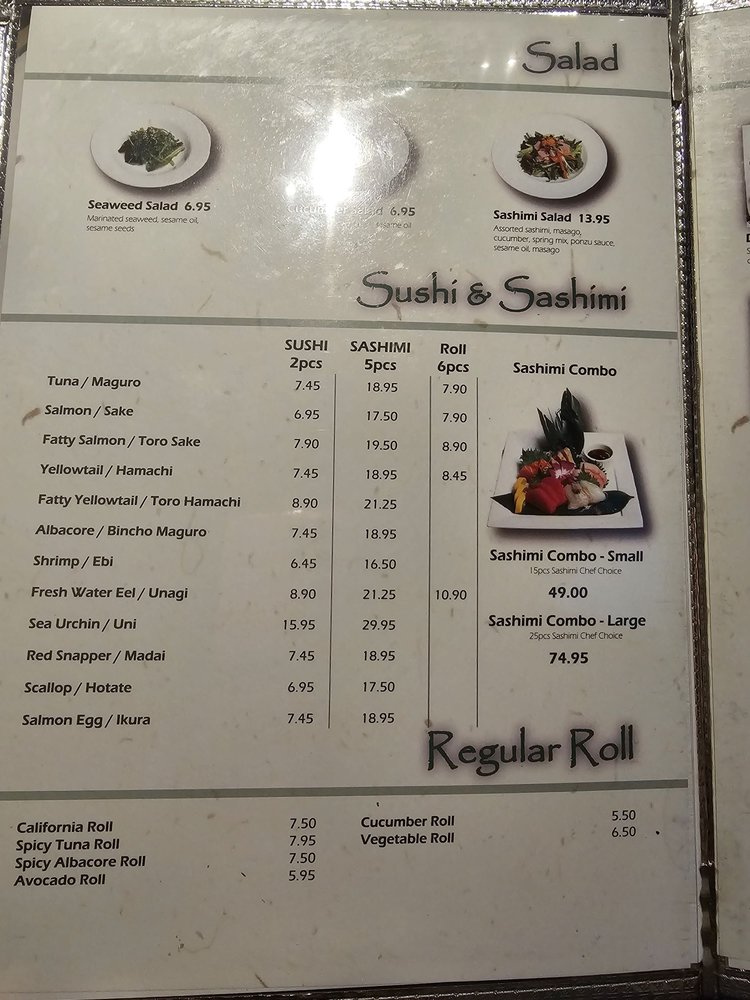 Salad
Seaweed Salad 6.95
Marinated seaweed, sesame oil,
sesame seeds
Salad 6.95
sesame oil
Sashimi Salad 13.95
Assorted sashimi, masago,
cucumber, spring mix, ponzu sauce,
sesame oil, masago
Sushi & Sashimi
SUSHI SASHIMI Roll
2pcs 5pcs 6pcs
Tuna / Maguro 7.45 18.95 7.90
Salmon / Sake 6.95 17.50 7.90
Fatty Salmon / Toro Sake 7.90 19.50 8.90
Yellowtail / Hamachi 7.45 18.95 8.45
Fatty Yellowtail / Toro Hamachi 8.90 21.25
Albacore / Bincho Maguro 7.45 18.95
Shrimp / Ebi 6.45 16.50
Fresh Water Eel / Unagi 8.90 21.25 10.90
Sea Urchin / Uni 15.95 29.95
Red Snapper / Madai 7.45 18.95
Scallop / Hotate 6.95 17.50
Salmon Egg / Ikura 7.45 18.95
Sashimi Combo
Sashimi Combo - Small
15pcs Sashimi Chef Choice
49.00
Sashimi Combo - Large
25pcs Sashimi Chef Choice
74.95
Regular Roll
California Roll 7.50
Spicy Tuna Roll 7.95
Spicy Albacore Roll 7.50
Avocado Roll 5.95
Cucumber Roll 5.50
Vegetable Roll 6.50